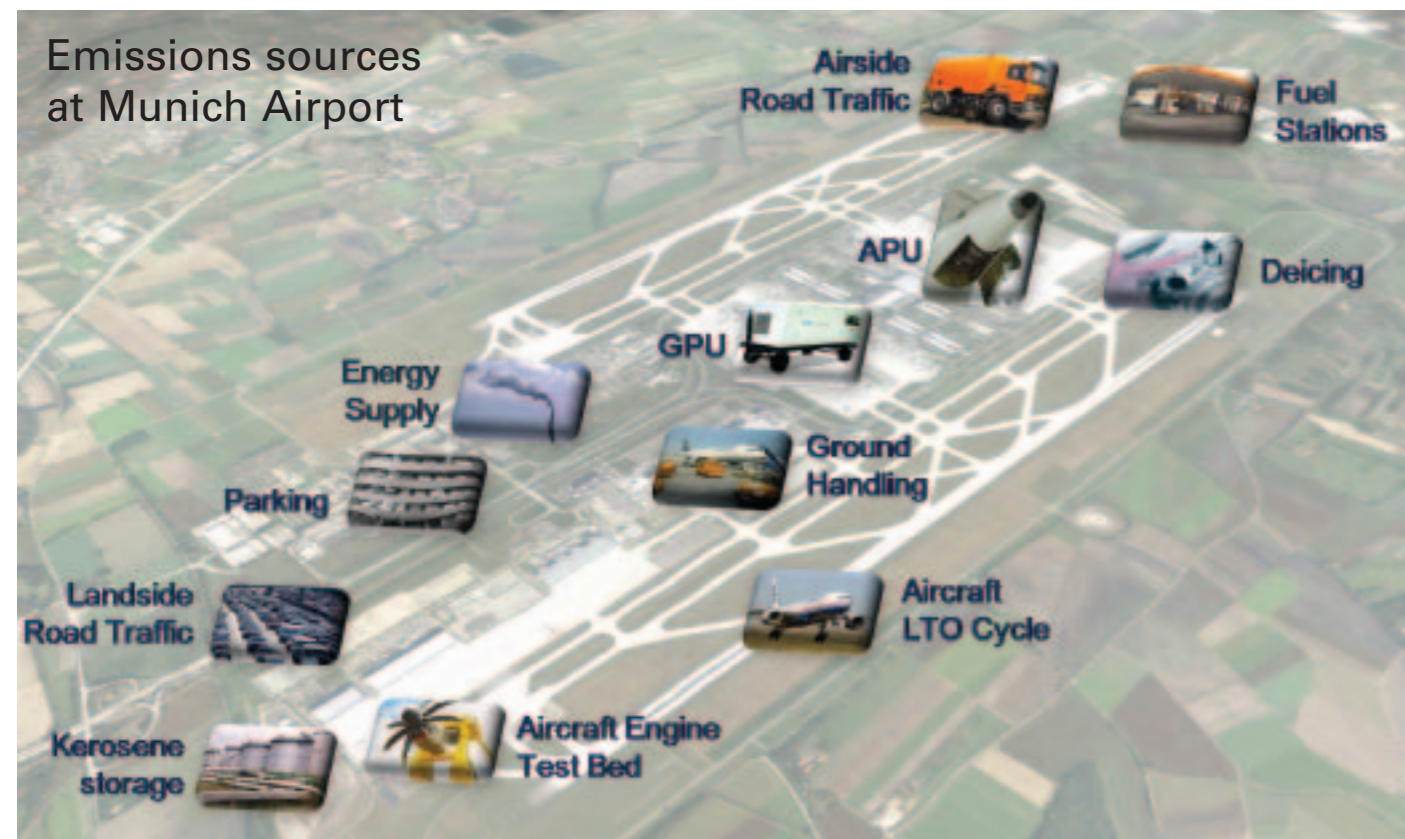 Emissions sources
at Munich Airport
Airside
Road Traffic
Fuel
Stations
APU
Deicing
GPU
Energy
Supply
Ground
Handling
Parking
Landside
Road Traffic
Aircraft
LTO Cycle
Aircraft Engine
Test Bed
Kerosene
storage